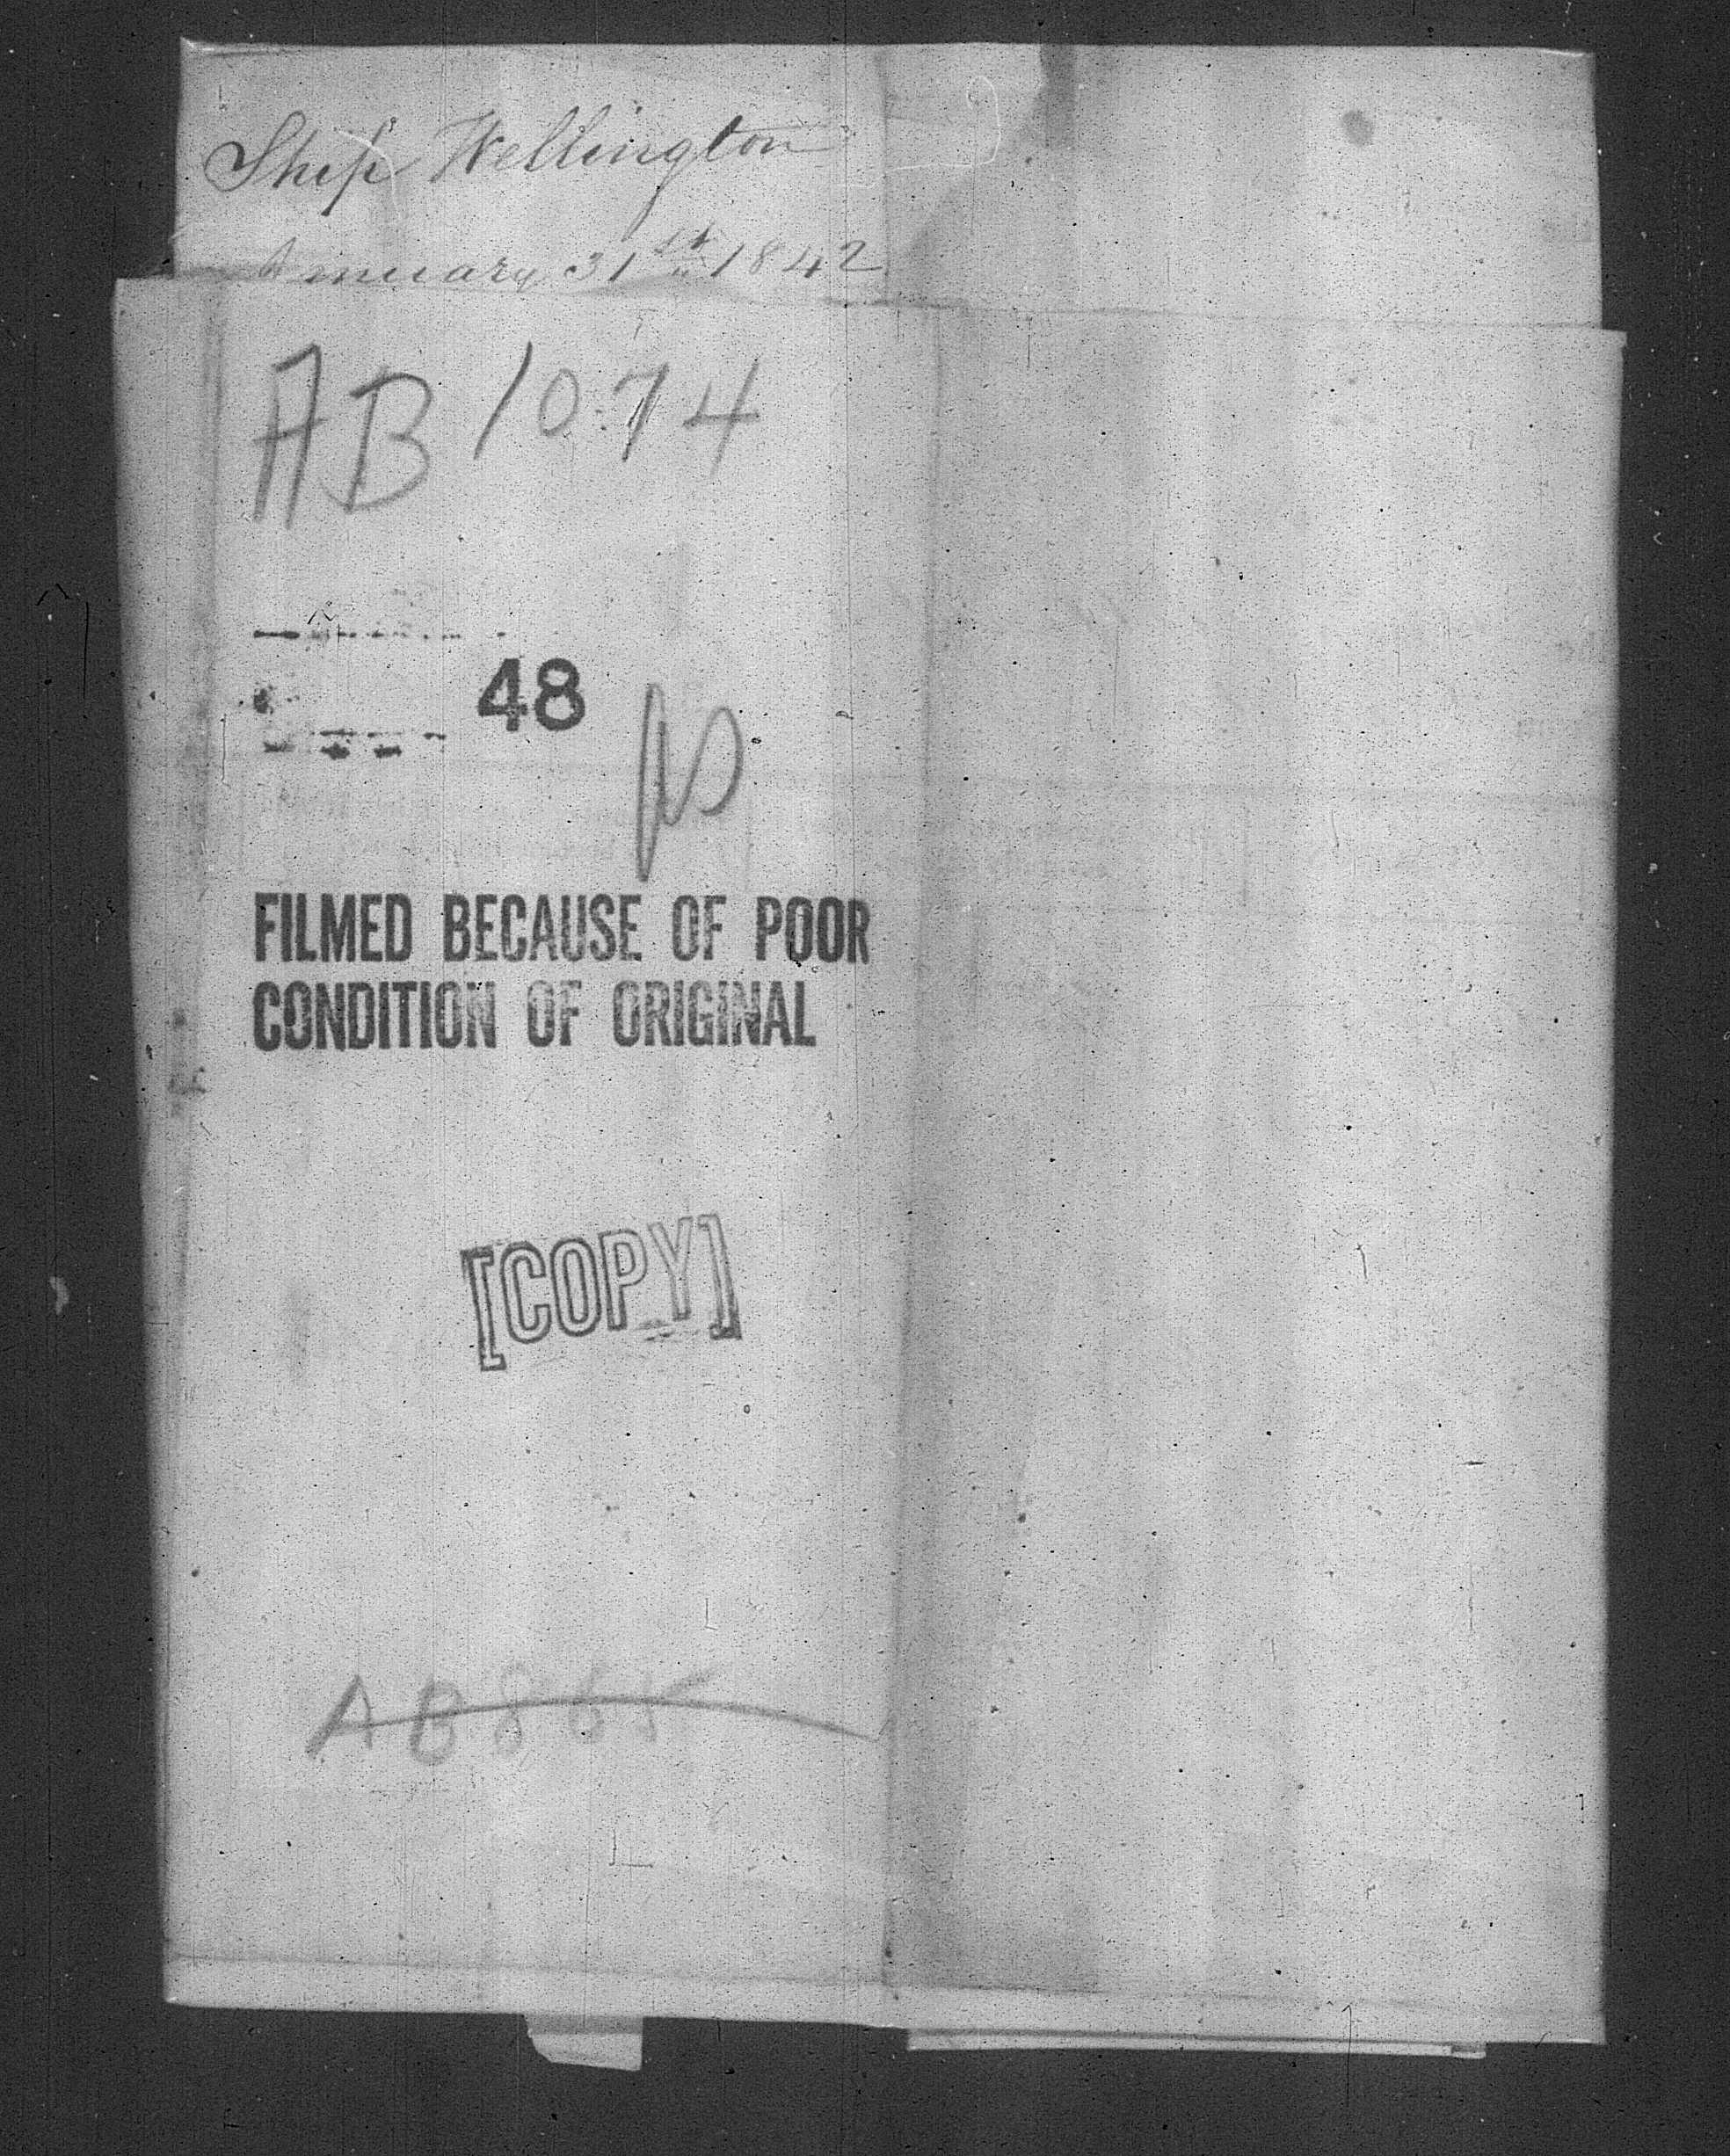 Ship Wellington
January 31st 1842
AB 1074
48
FILMED BECAUSE OF POOR
CONDITION OF ORIGINAL
[COPY]